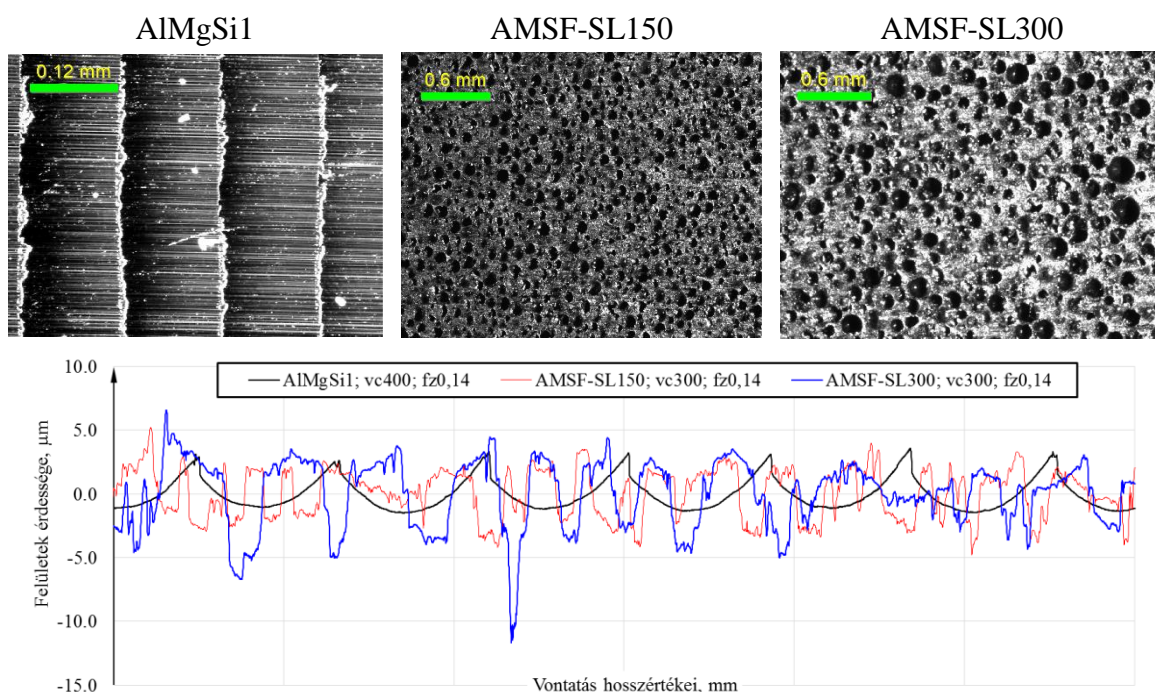 AlMgSi1 AMSF-SL150 AMSF-SL300
0.12 mm 0.6 mm 0.6 mm
10.0
AlMgSi1; vc400; fz0,14 AMSF-SL150; vc300; fz0,14 AMSF-SL300; vc300; fz0,14
5.0
0.0
-5.0
-10.0
-15.0
Felületek érdessége, µm
Vontatás hosszértékei, mm